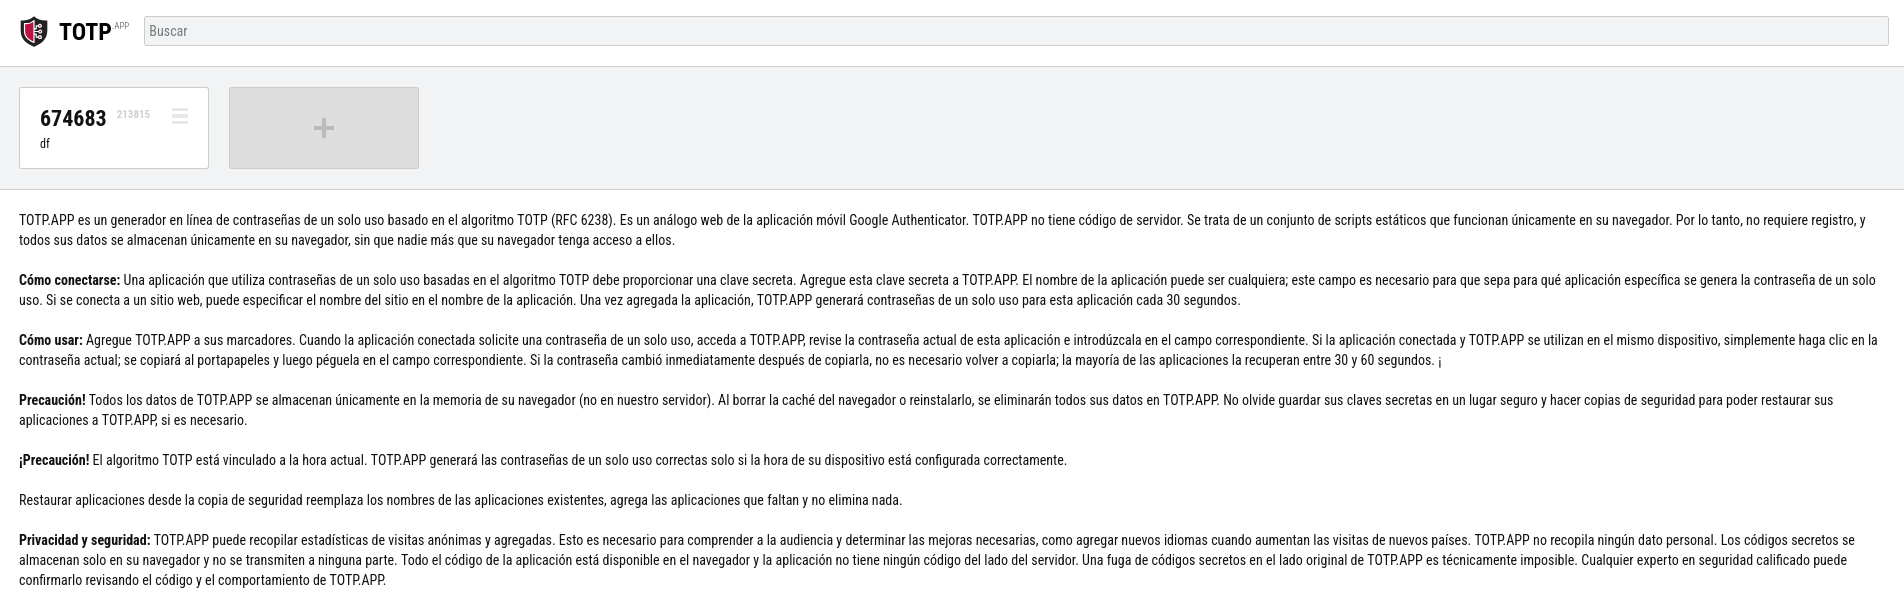 TOTP.APP
Buscar
674683 213815
df
TOTP.APP es un generador en línea de contraseñas de un solo uso basado en el algoritmo TOTP (RFC 6238). Es un análogo web de la aplicación móvil Google Authenticator. TOTP.APP no tiene código de servidor. Se trata de un conjunto de scripts estáticos que funcionan únicamente en su navegador. Por lo tanto, no requiere registro, y
todos sus datos se almacenan únicamente en su navegador, sin que nadie más que su navegador tenga acceso a ellos.
Cómo conectarse: Una aplicación que utiliza contraseñas de un solo uso basadas en el algoritmo TOTP debe proporcionar una clave secreta. Agregue esta clave secreta a TOTP.APP. El nombre de la aplicación puede ser cualquiera; este campo es necesario para que sepa para qué aplicación específica se genera la contraseña de un solo
uso. Si se conecta a un sitio web, puede especificar el nombre del sitio en el nombre de la aplicación. Una vez agregada la aplicación, TOTP.APP generará contraseñas de un solo uso para esta aplicación cada 30 segundos.
Cómo usar: Agregue TOTP.APP a sus marcadores. Cuando la aplicación conectada solicite una contraseña de un solo uso, acceda a TOTP.APP, revise la contraseña actual de esta aplicación e introdúzcala en el campo correspondiente. Si la aplicación conectada y TOTP.APP se utilizan en el mismo dispositivo, simplemente haga clic en la
contraseña actual; se copiará al portapapeles y luego péguela en el campo correspondiente. Si la contraseña cambió inmediatamente después de copiarla, no es necesario volver a copiarla; la mayoría de las aplicaciones la recuperan entre 30 y 60 segundos. ¡
Precaución! Todos los datos de TOTP.APP se almacenan únicamente en la memoria de su navegador (no en nuestro servidor). Al borrar la caché del navegador o reinstalarlo, se eliminarán todos sus datos en TOTP.APP. No olvide guardar sus claves secretas en un lugar seguro y hacer copias de seguridad para poder restaurar sus
aplicaciones a TOTP.APP, si es necesario.
¡Precaución! El algoritmo TOTP está vinculado a la hora actual. TOTP.APP generará las contraseñas de un solo uso correctas solo si la hora de su dispositivo está configurada correctamente.
Restaurar aplicaciones desde la copia de seguridad reemplaza los nombres de las aplicaciones existentes, agrega las aplicaciones que faltan y no elimina nada.
Privacidad y seguridad: TOTP.APP puede recopilar estadísticas de visitas anónimas y agregadas. Esto es necesario para comprender a la audiencia y determinar las mejoras necesarias, como agregar nuevos idiomas cuando aumentan las visitas de nuevos países. TOTP.APP no recopila ningún dato personal. Los códigos secretos se
almacenan solo en su navegador y no se transmiten a ninguna parte. Todo el código de la aplicación está disponible en el navegador y la aplicación no tiene ningún código del lado del servidor. Una fuga de códigos secretos en el lado original de TOTP.APP es técnicamente imposible. Cualquier experto en seguridad calificado puede
confirmarlo revisando el código y el comportamiento de TOTP.APP.